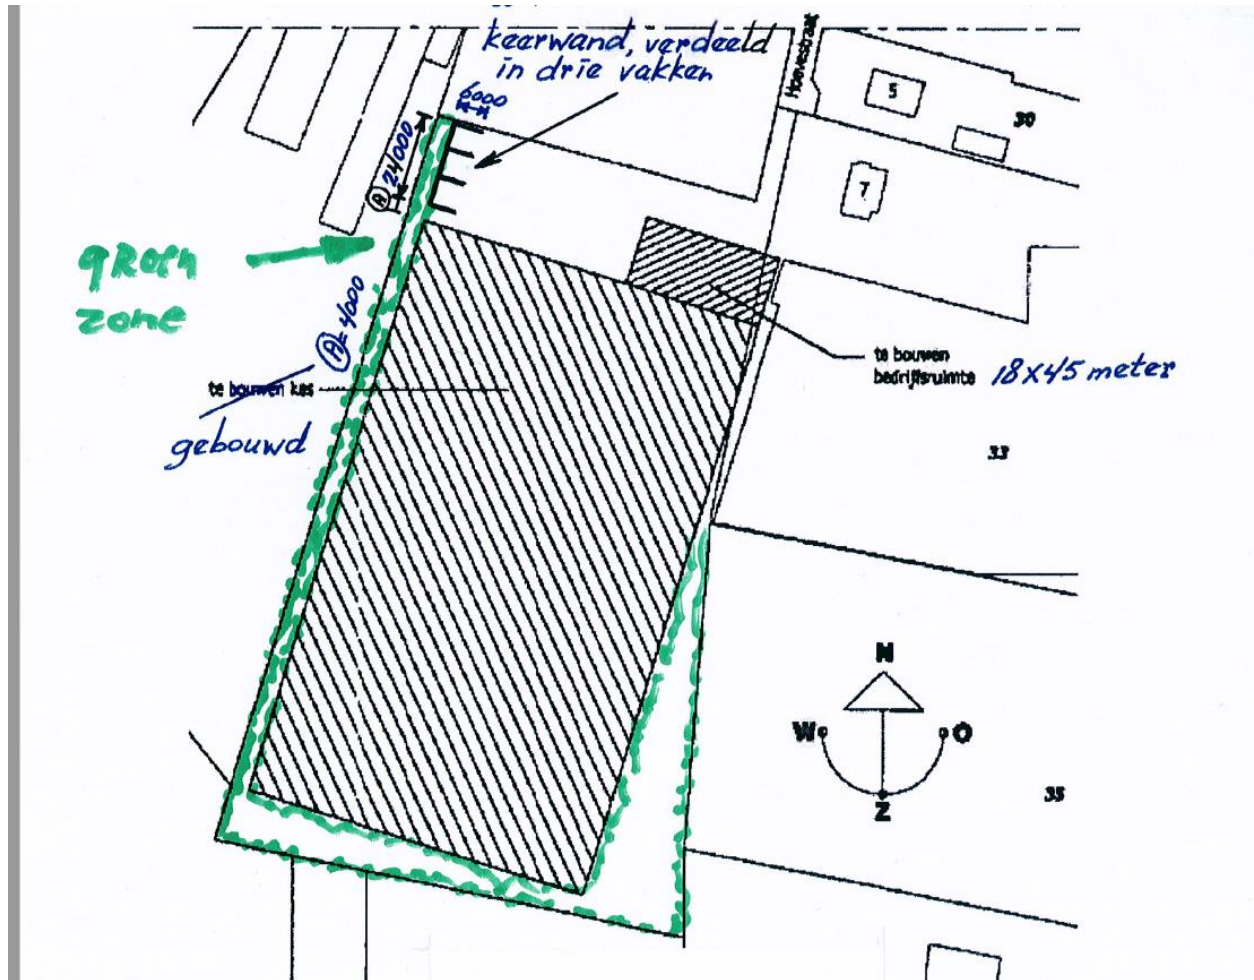 keerwand, verdeeld
in drie vakken
Hoevestraat
5
30
6000
A 24000
7
gRoen
zone
A = 4000
te bouwen kas
gebouwd
te bouwen
bedrijfsruimte 18x45 meter
33
N
W O
Z
35